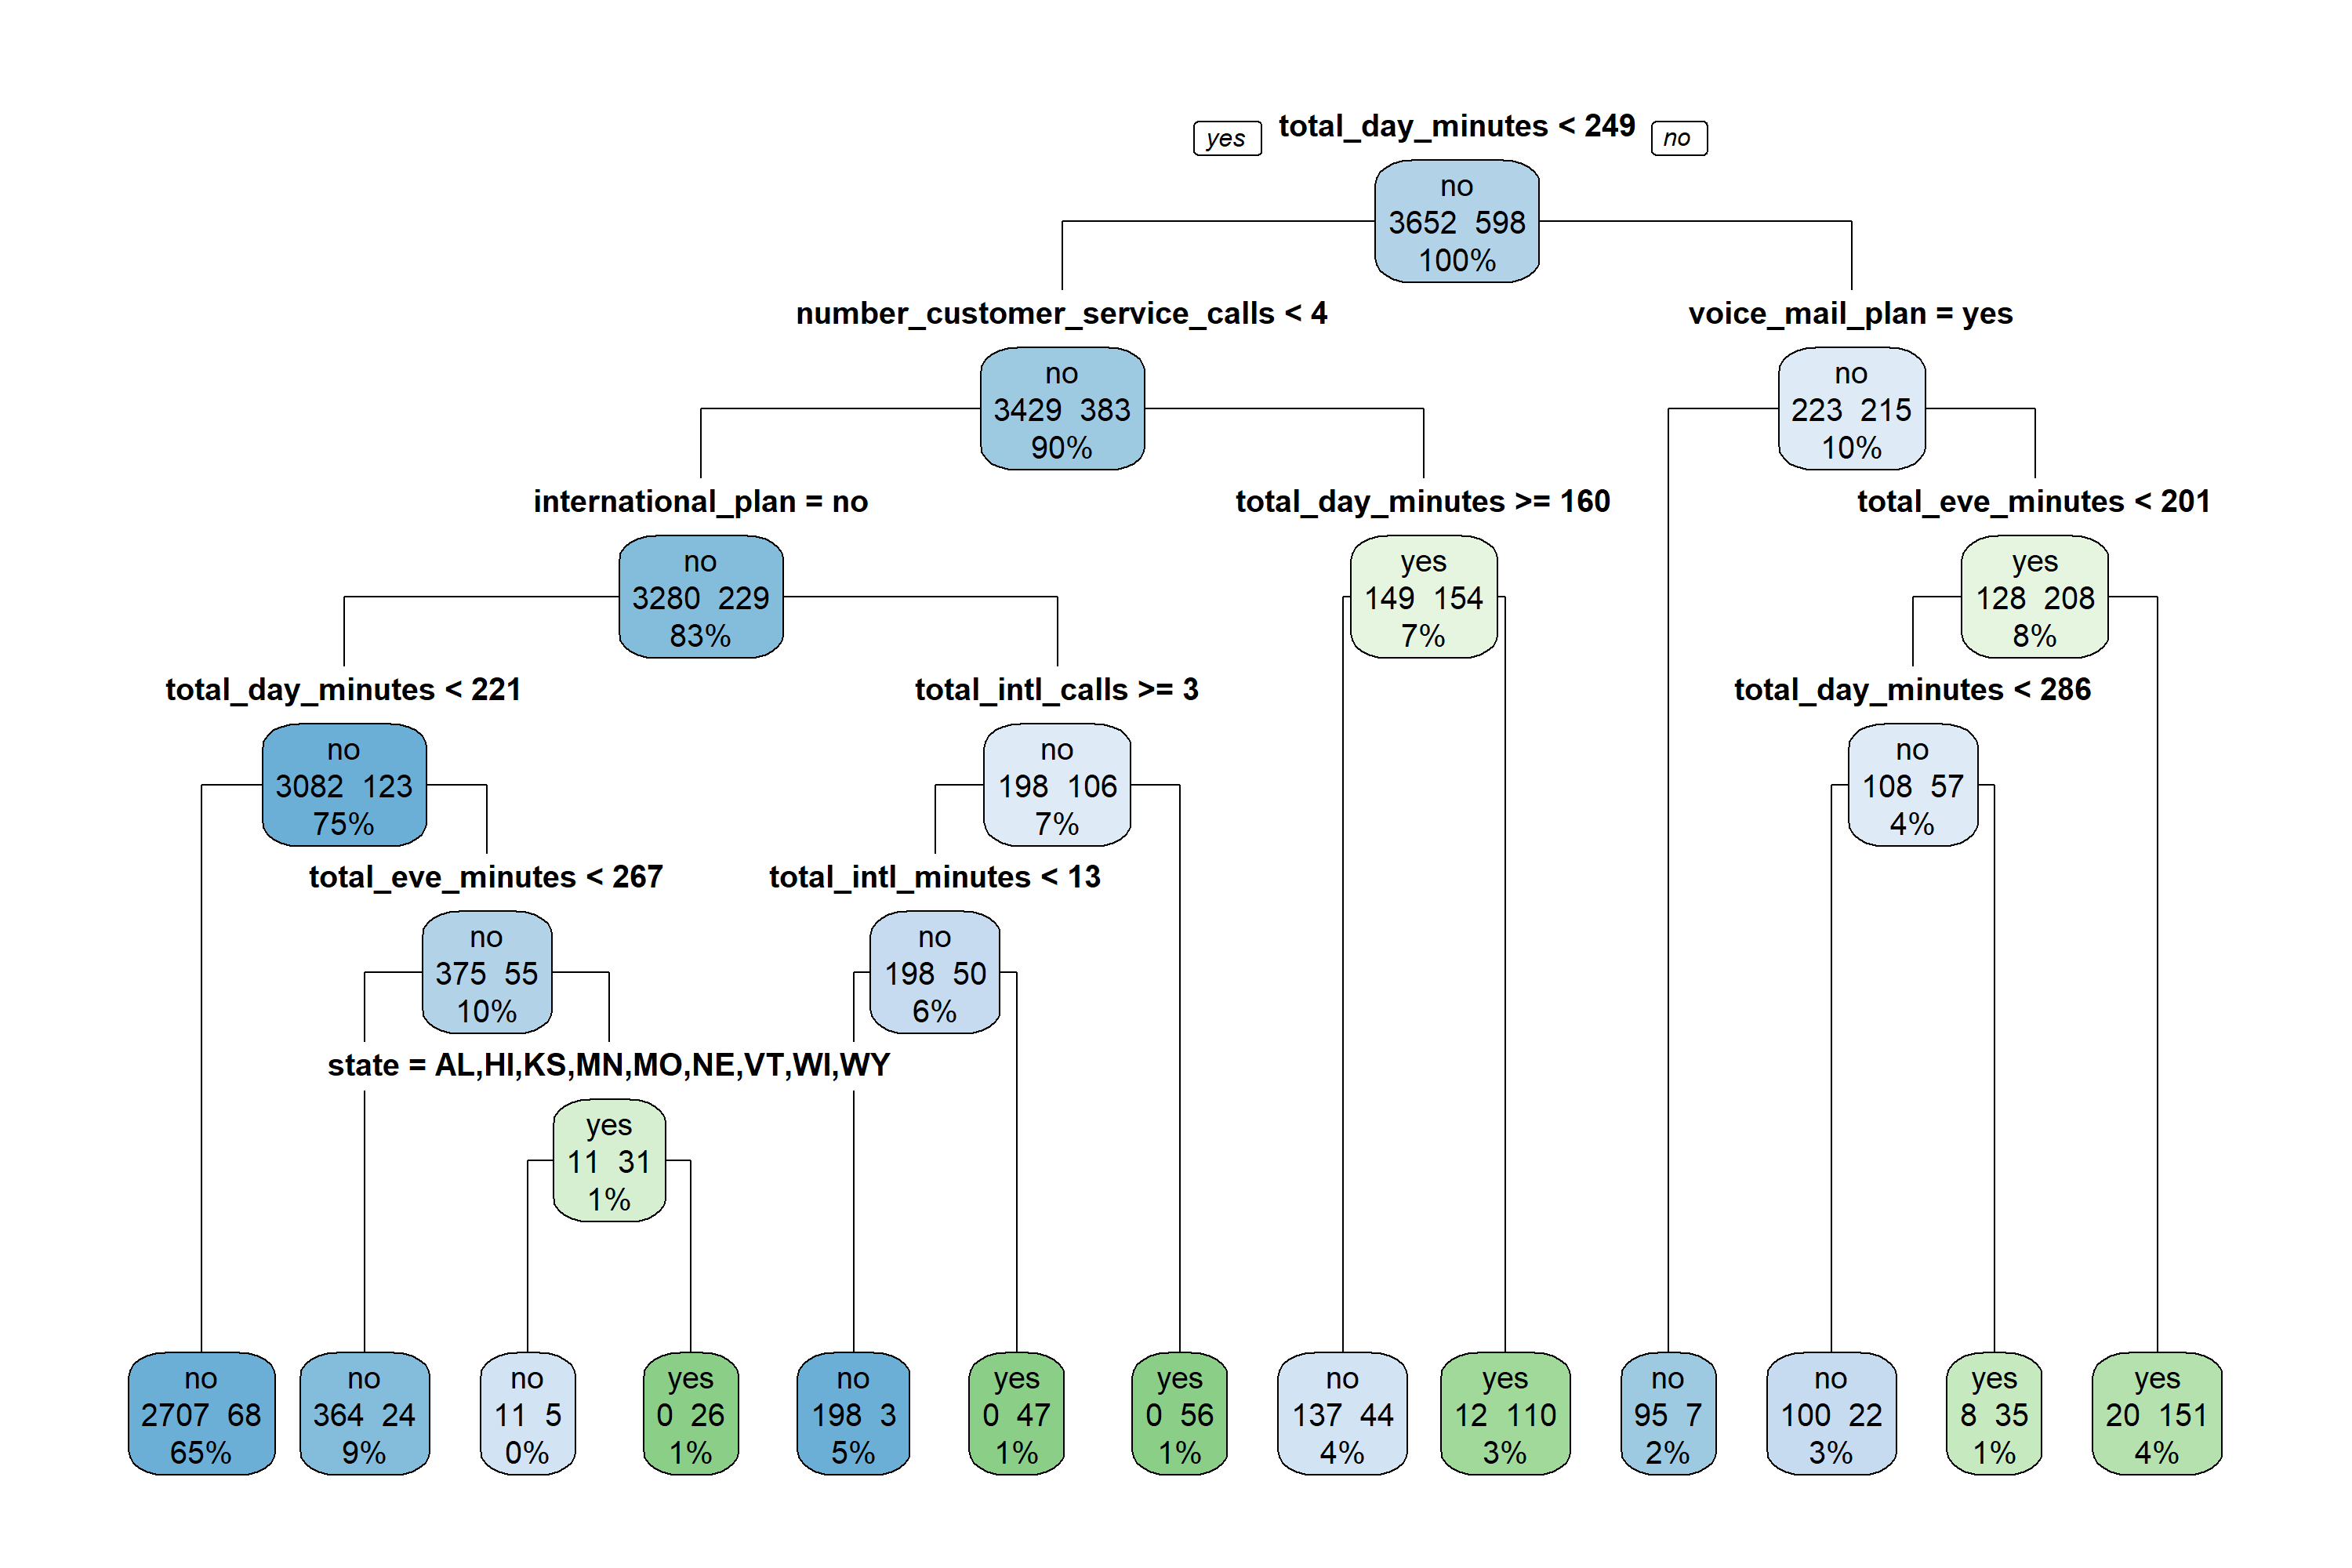 yes total_day_minutes < 249 no
no
3652 598
100%
number_customer_service_calls < 4
voice_mail_plan = yes
no
3429 383
90%
no
223 215
10%
international_plan = no
total_day_minutes >= 160
total_eve_minutes < 201
no
3280 229
83%
yes
149 154
7%
yes
128 208
8%
total_day_minutes < 221
total_intl_calls >= 3
total_day_minutes < 286
no
3082 123
75%
no
198 106
7%
no
108 57
4%
total_eve_minutes < 267
total_intl_minutes < 13
no
375 55
10%
no
198 50
6%
state = AL,HI,KS,MN,MO,NE,VT,WI,WY
yes
11 31
1%
no
2707 68
65%
no
364 24
9%
no
11 5
0%
yes
0 26
1%
no
198 3
5%
yes
0 47
1%
yes
0 56
1%
no
137 44
4%
yes
12 110
3%
no
95 7
2%
no
100 22
3%
yes
8 35
1%
yes
20 151
4%